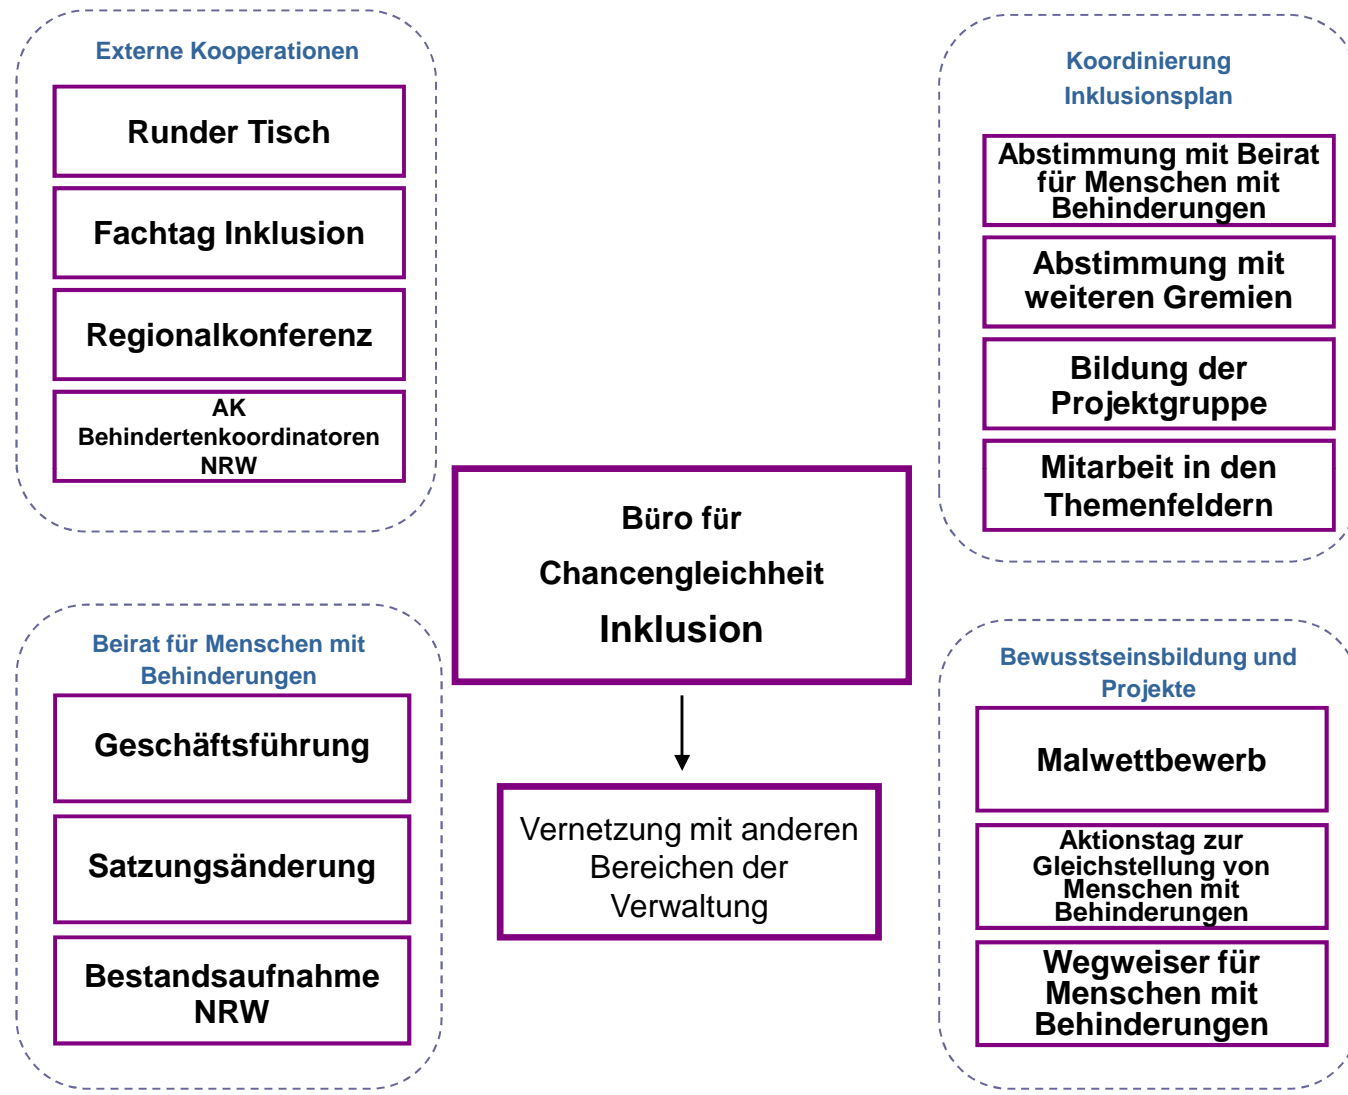 Externe Kooperationen
Runder Tisch
Fachtag Inklusion
Regionalkonferenz
AK
Behindertenkoordinatoren
NRW
Koordinierung
Inklusionsplan
Abstimmung mit Beirat
für Menschen mit
Behinderungen
Abstimmung mit
weiteren Gremien
Bildung der
Projektgruppe
Mitarbeit in den
Themenfeldern
Büro für
Chancengleichheit
Inklusion
Vernetzung mit anderen
Bereichen der
Verwaltung
Beirat für Menschen mit
Behinderungen
Geschäftsführung
Satzungsänderung
Bestandsaufnahme
NRW
Bewusstseinsbildung und
Projekte
Malwettbewerb
Aktionstag zur
Gleichstellung von
Menschen mit
Behinderungen
Wegweiser für
Menschen mit
Behinderungen